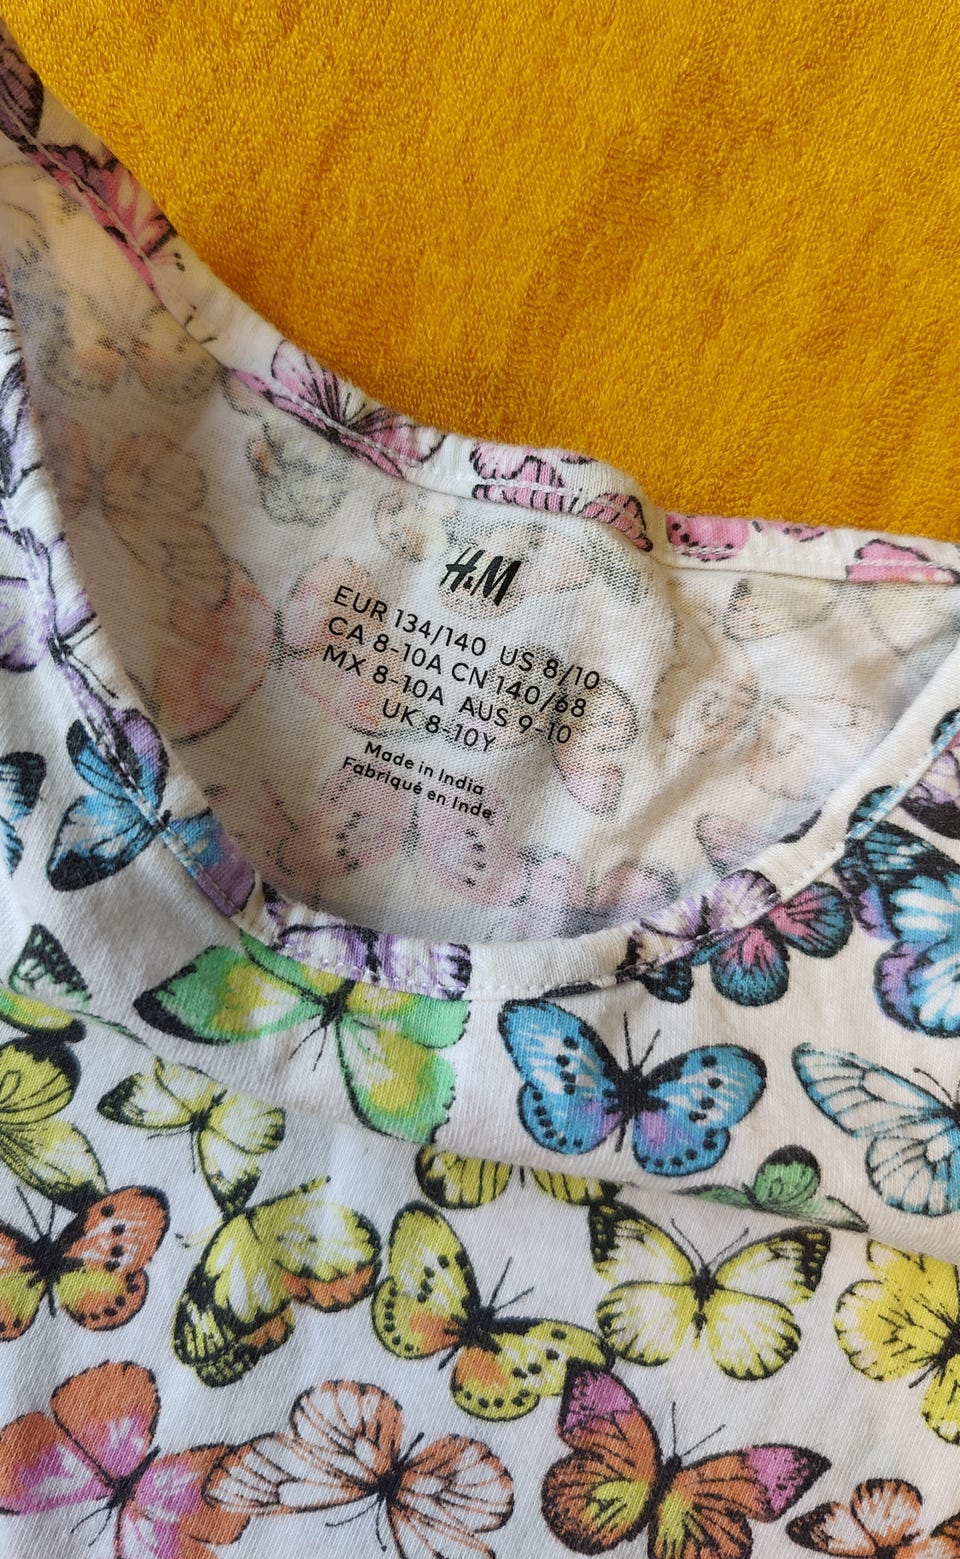 H&M
EUR 134/140 US 8/10
CA 8-10A CN 140/68
MX 8-10A AUS 9-10
UK 8-10Y
Made in India
Fabriqué en Inde